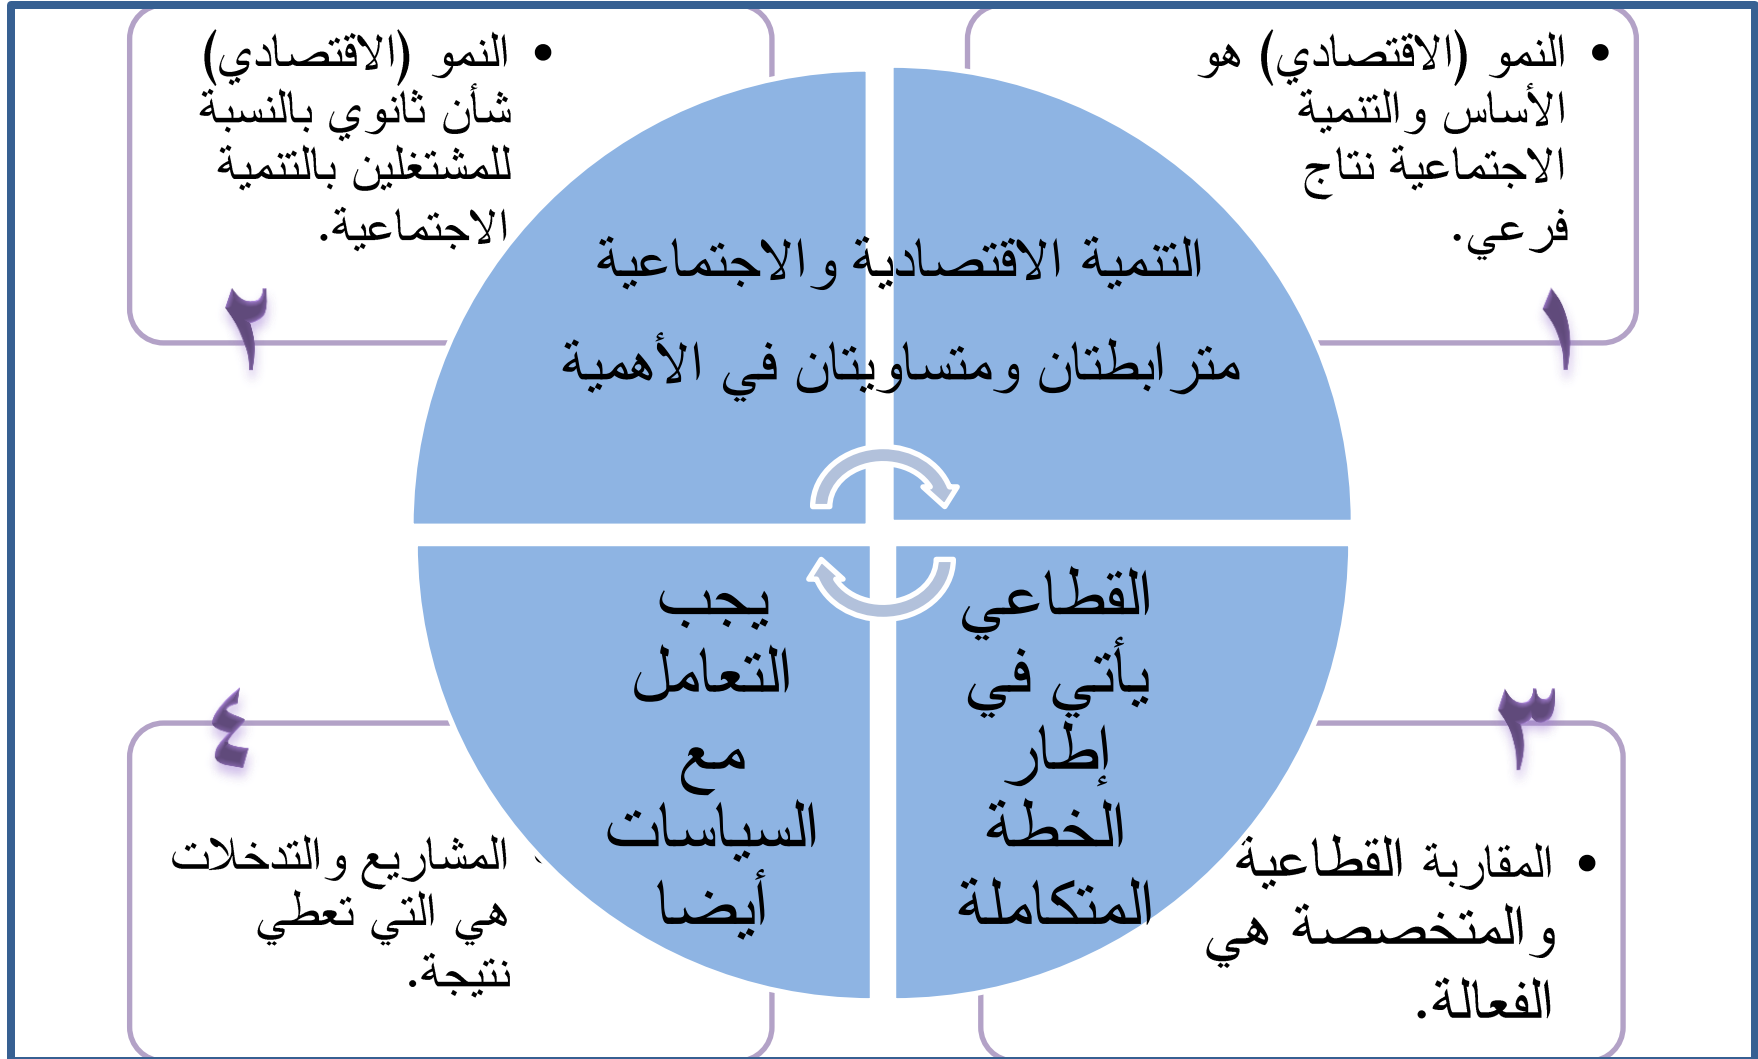 • النمو (الاقتصادي) هو
الأساس والتنمية
الاجتماعية نتاج
فرعي.
١
• النمو (الاقتصادي)
شأن ثانوي بالنسبة
للمشتغلين بالتنمية
الاجتماعية.
٢
التنمية الاقتصادية والاجتماعية
مترابطتان ومتساويتان في الأهمية
القطاعي
يأتي في
إطار
الخطة
المتكاملة
يجب
التعامل
مع
السياسات
أيضا
٣
• المقاربة القطاعية
والمتخصصة هي
الفعالة.
٤
• المشاريع والتدخلات
هي التي تعطي
نتيجة.